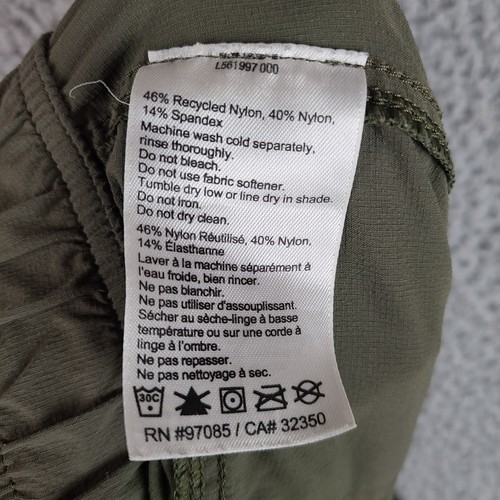 L561997 000
46% Recycled Nylon, 40% Nylon,
14% Spandex
Machine wash cold separately,
rinse thoroughly.
Do not bleach.
Do not use fabric softener.
Tumble dry low or line dry in shade.
Do not iron.
Do not dry clean.
46% Nylon Réutilisé, 40% Nylon,
14% Élasthanne
Laver à la machine séparément à
l'eau froide, bien rincer.
Ne pas blanchir.
Ne pas utiliser d'assouplissant.
Sécher au sèche-linge à basse
température ou sur une corde à
linge à l'ombre.
Ne pas repasser.
Ne pas nettoyage à sec.
30C
RN #97085 / CA# 32350